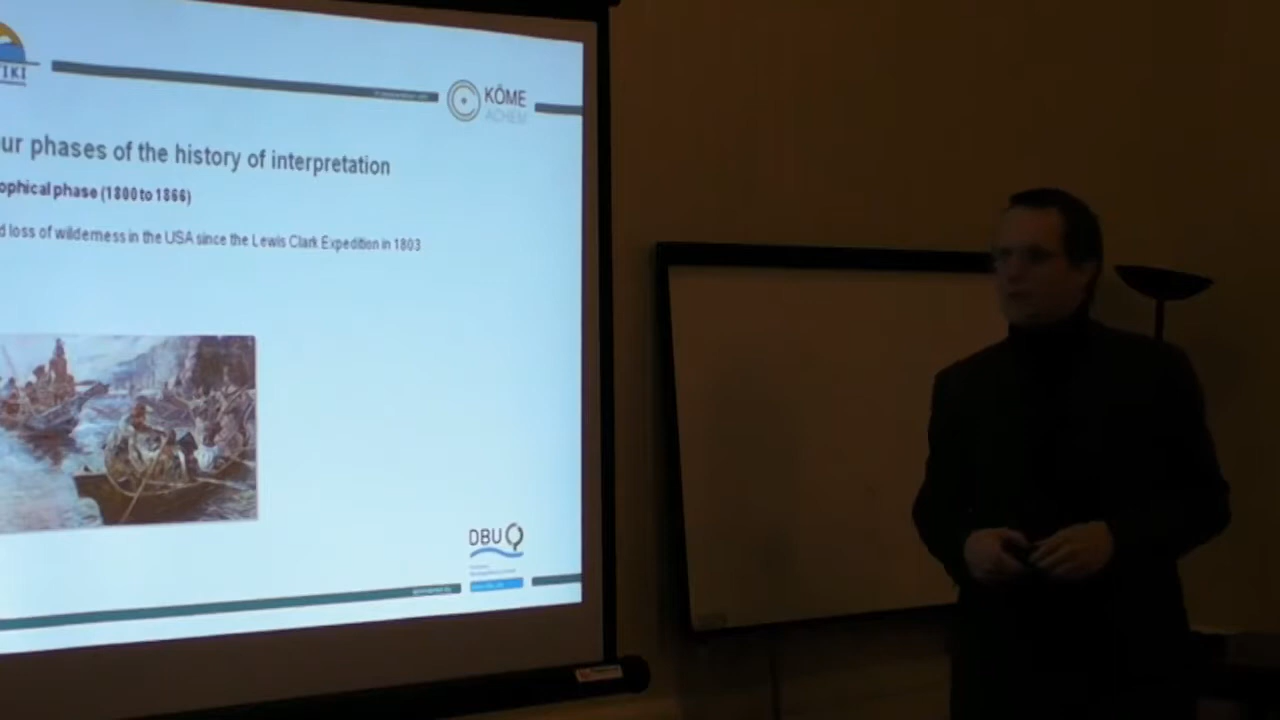 IKI
KÖME
ur phases of the history of interpretation
ophical phase (1800 to 1866)
d loss of wilderness in the USA since the Lewis Clark Expedition in 1803
DBU